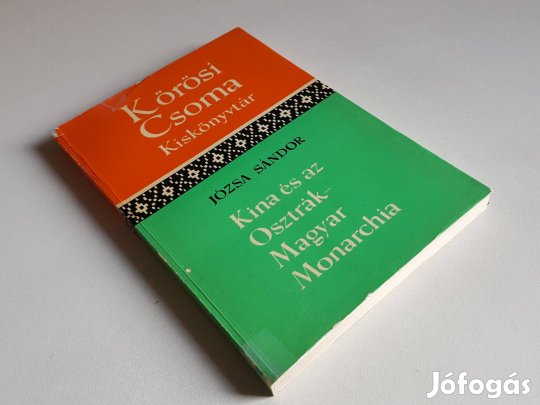 Kőrösi
Csoma
Kiskönyvtár
JÓZSA SÁNDOR
Kína és az
Osztrák-
Magyar
Monarchia
Jófogás